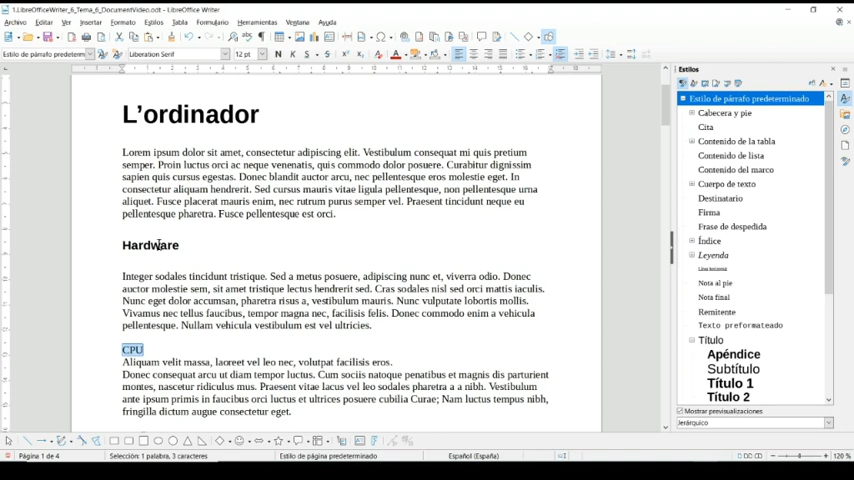 1.LibreOfficeWriter_6_Tema_6_DocumentVideo.odt - LibreOffice Writer
Archivo Editar Ver Insertar Formato Estilos Tabla Formulario Herramientas Ventana Ayuda
Estilo de párrafo predeterm Liberation Serif 12 pt N K S
Estilos
L'ordinador
Lorem ipsum dolor sit amet, consectetur adipiscing elit. Vestibulum consequat mi quis pretium
semper. Proin luctus orci ac neque venenatis, quis commodo dolor posuere. Curabitur dignissim
sapien quis cursus egestas. Donec blandit auctor arcu, nec pellentesque eros molestie eget. In
consectetur aliquam hendrerit. Sed cursus mauris vitae ligula pellentesque, non pellentesque urna
aliquet. Fusce placerat mauris enim, nec rutrum purus semper vel. Praesent tincidunt neque eu
pellentesque pharetra. Fusce pellentesque est orci.
Hardware
Integer sodales tincidunt tristique. Sed a metus posuere, adipiscing nunc et, viverra odio. Donec
auctor molestie sem, sit amet tristique lectus hendrerit sed. Cras sodales nisl sed orci mattis iaculis.
Nunc eget dolor accumsan, pharetra risus a, vestibulum mauris. Nunc vulputate lobortis mollis.
Vivamus nec tellus faucibus, tempor magna nec, facilisis felis. Donec commodo enim a vehicula
pellentesque. Nullam vehicula vestibulum est vel ultricies.
CPU
Aliquam velit massa, laoreet vel leo nec, volutpat facilisis eros.
Donec consequat arcu ut diam tempor luctus. Cum sociis natoque penatibus et magnis dis parturient
montes, nascetur ridiculus mus. Praesent vitae lacus vel leo sodales pharetra a a nibh. Vestibulum
ante ipsum primis in faucibus orci luctus et ultrices posuere cubilia Curae; Nam luctus tempus nibh,
fringilla dictum augue consectetur eget.
Estilo de párrafo predeterminado
Cabecera y pie
Cita
Contenido de la tabla
Contenido de lista
Contenido del marco
Cuerpo de texto
Destinatario
Firma
Frase de despedida
Índice
Leyenda
Nota al pie
Nota final
Remitente
Texto preformateado
Título
Apéndice
Subtítulo
Título 1
Título 2
Mostrar previsualizaciones
Jerárquico
Página 1 de 4 Selección: 1 palabra, 3 caracteres Estilo de página predeterminado Español (España) 120 %